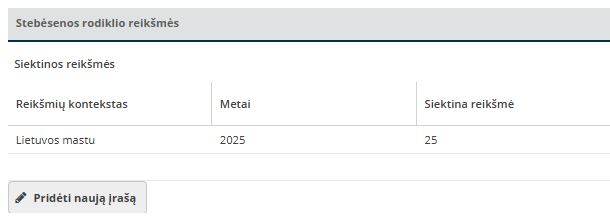 Stebėsenos rodiklio reikšmės
Siektinos reikšmės
Reikšmių kontekstas Metai Siektina reikšmė
Lietuvos mastu 2025 25
Pridėti naują įrašą